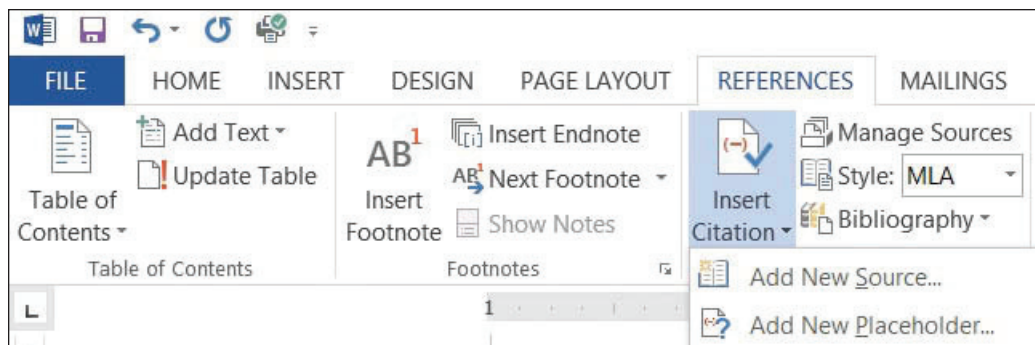 FILE HOME INSERT DESIGN PAGE LAYOUT REFERENCES MAILINGS
Table of
Contents
Add Text
Update Table
Table of Contents
AB1
Insert
Footnote
Insert Endnote
Next Footnote
Show Notes
Footnotes
Insert
Citation
Manage Sources
Style: MLA
Bibliography
Add New Source...
Add New Placeholder...
L
1